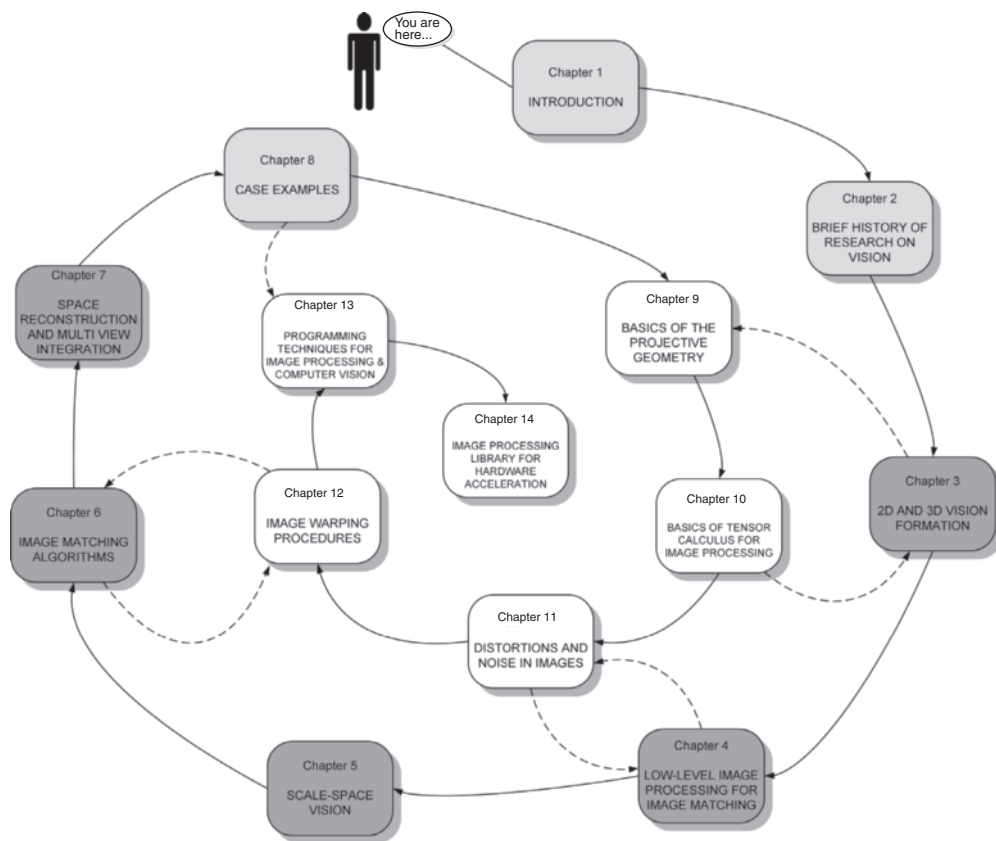 You are
here...
Chapter 1
INTRODUCTION
Chapter 2
BRIEF HISTORY OF
RESEARCH ON
VISION
Chapter 3
2D AND 3D VISION
FORMATION
Chapter 4
LOW-LEVEL IMAGE
PROCESSING FOR
IMAGE MATCHING
Chapter 5
SCALE-SPACE
VISION
Chapter 6
IMAGE MATCHING
ALGORITHMS
Chapter 7
SPACE
RECONSTRUCTION
AND MULTI VIEW
INTEGRATION
Chapter 8
CASE EXAMPLES
Chapter 9
BASICS OF THE
PROJECTIVE
GEOMETRY
Chapter 10
BASICS OF TENSOR
CALCULUS FOR
IMAGE PROCESSING
Chapter 11
DISTORTIONS AND
NOISE IN IMAGES
Chapter 12
IMAGE WARPING
PROCEDURES
Chapter 13
PROGRAMMING
TECHNIQUES FOR
IMAGE PROCESSING &
COMPUTER VISION
Chapter 14
IMAGE PROCESSING
LIBRARY FOR
HARDWARE
ACCELERATION